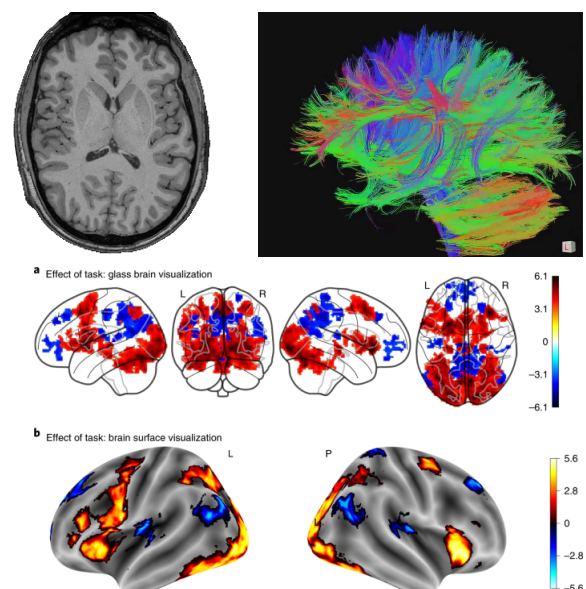 L
a Effect of task: glass brain visualization
L R L R
6.1
3.1
0
−3.1
−6.1
b Effect of task: brain surface visualization
L P
5.6
2.8
0
−2.8
−5.6